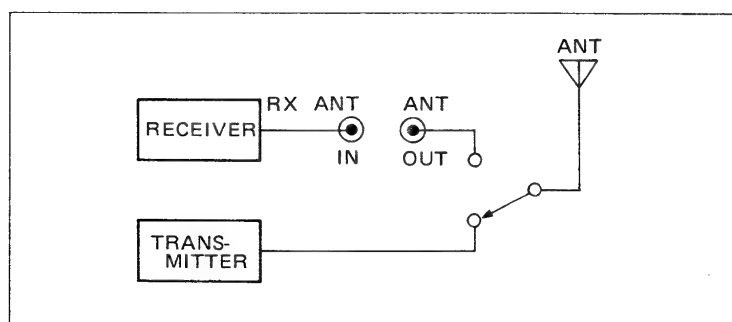 ANT
RX ANT ANT
RECEIVER
IN OUT
TRANS-
MITTER